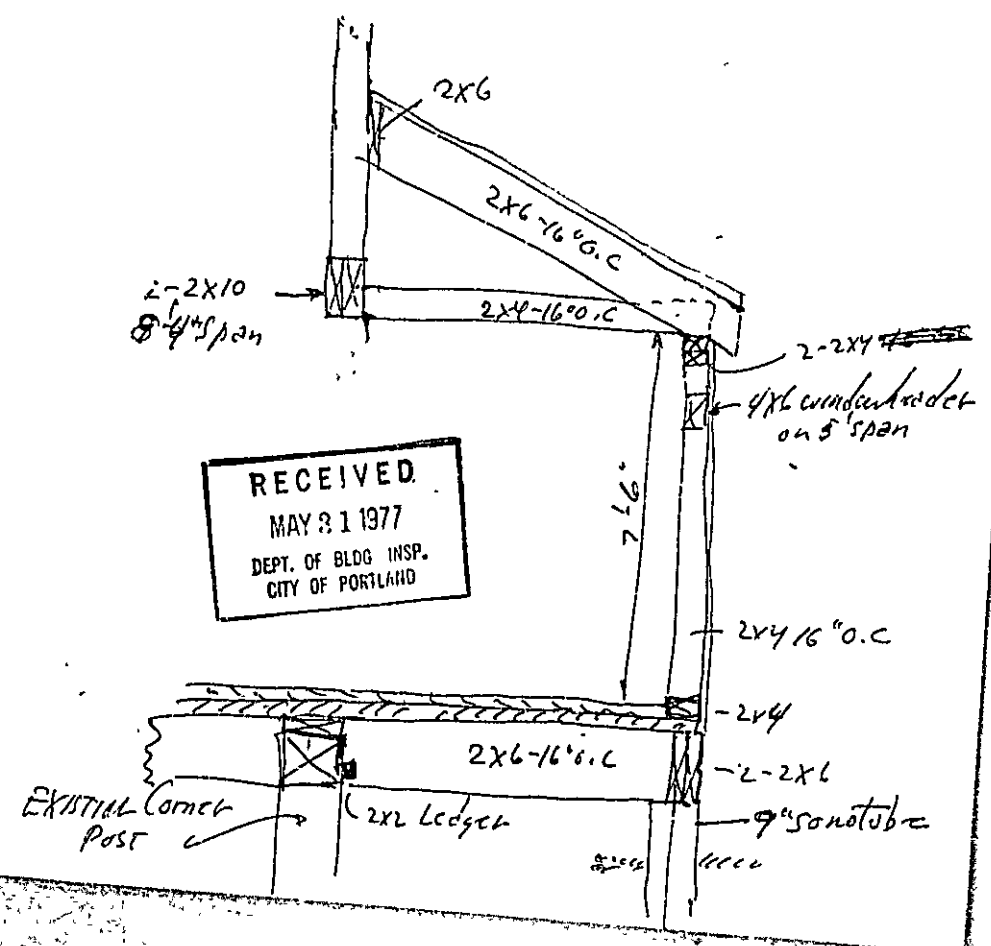 2x6
2x6-16"O.C
2-2x10
8'-4" span
2x4-16"O.C
2-2x4
4x6 window header
on 5' span
RECEIVED
MAY 31 1977
DEPT. OF BLDG INSP.
CITY OF PORTLAND
7'-6"
2x4 16"O.C
2x4
2x6-16"O.C
2-2x6
EXISTING Corner
Post
2x2 Ledger
9" sonotube